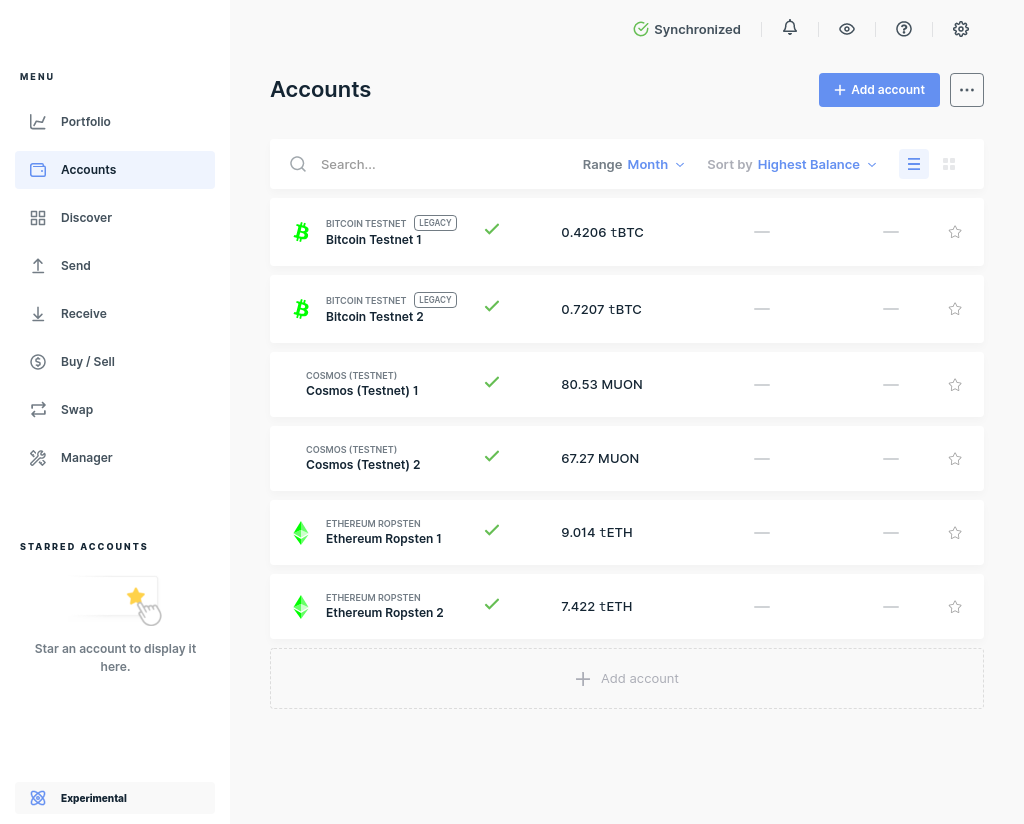 Synchronized
MENU
Portfolio
Accounts
Discover
Send
Receive
Buy / Sell
Swap
Manager
STARRED ACCOUNTS
Star an account to display it
here.
Experimental
Accounts
Add account
Search...
Range Month
Sort by Highest Balance
BITCOIN TESTNET LEGACY
Bitcoin Testnet 1
0.4206 tBTC
BITCOIN TESTNET LEGACY
Bitcoin Testnet 2
0.7207 tBTC
COSMOS (TESTNET)
Cosmos (Testnet) 1
80.53 MUON
COSMOS (TESTNET)
Cosmos (Testnet) 2
67.27 MUON
ETHEREUM ROPSTEN
Ethereum Ropsten 1
9.014 tETH
ETHEREUM ROPSTEN
Ethereum Ropsten 2
7.422 tETH
Add account